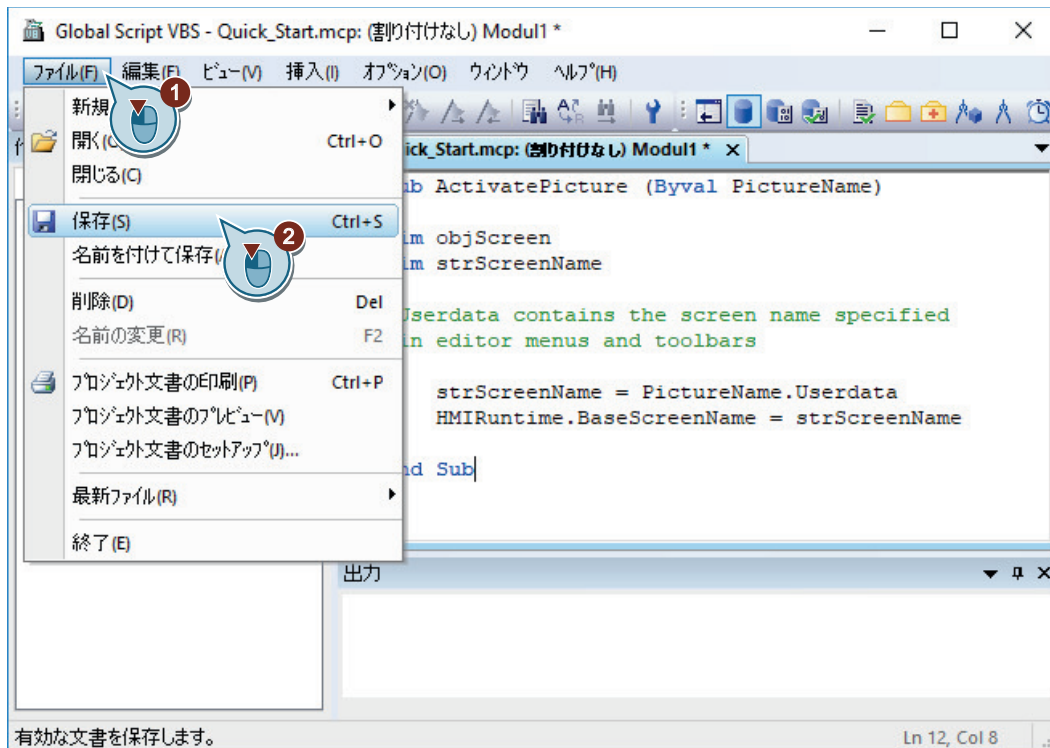 Global Script VBS - Quick_Start.mcp: (割り付けなし) Modul1 *
ファイル(F) 編集(E) ビュー(V) 挿入(I) オプション(O) ウィンドウ ヘルプ(H)
1
新規
開く(O Ctrl+O
閉じる(C)
保存(S) Ctrl+S
2
名前を付けて保存(A
削除(D) Del
名前の変更(R) F2
プロジェクト文書の印刷(P) Ctrl+P
プロジェクト文書のプレビュー(V)
プロジェクト文書のセットアップ(J)...
最新ファイル(R)
終了(E)
ick_Start.mcp: (割り付けなし) Modul1 *
ub ActivatePicture (Byval PictureName)
im objScreen
im strScreenName
Userdata contains the screen name specified
in editor menus and toolbars
strScreenName = PictureName.Userdata
HMIRuntime.BaseScreenName = strScreenName
nd Sub
出力
有効な文書を保存します。
Ln 12, Col 8